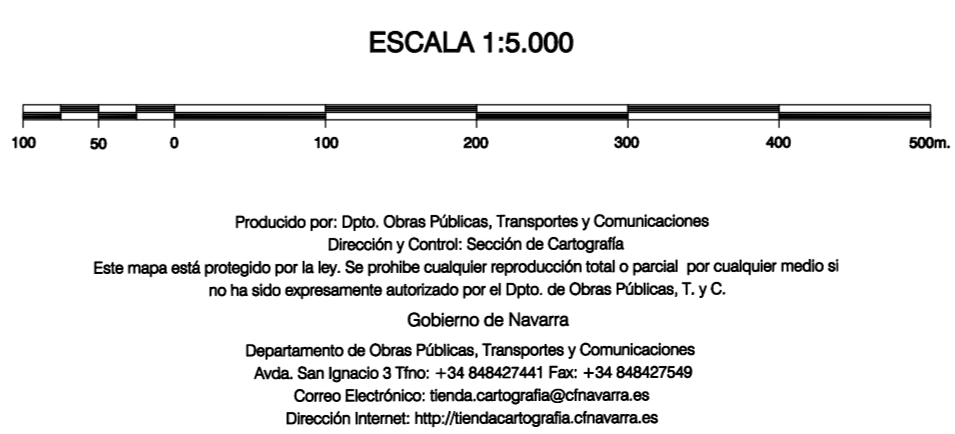 ESCALA 1:5.000
100 50 0 100 200 300 400 500m.
Producido por: Dpto. Obras Públicas, Transportes y Comunicaciones
Dirección y Control: Sección de Cartografía
Este mapa está protegido por la ley. Se prohibe cualquier reproducción total o parcial por cualquier medio si
no ha sido expresamente autorizado por el Dpto. de Obras Públicas, T. y C.
Gobierno de Navarra
Departamento de Obras Públicas, Transportes y Comunicaciones
Avda. San Ignacio 3 Tfno: +34 848427441 Fax: +34 848427549
Correo Electrónico: tienda.cartografia@cfnavarra.es
Dirección Internet: http://tiendacartografia.cfnavarra.es